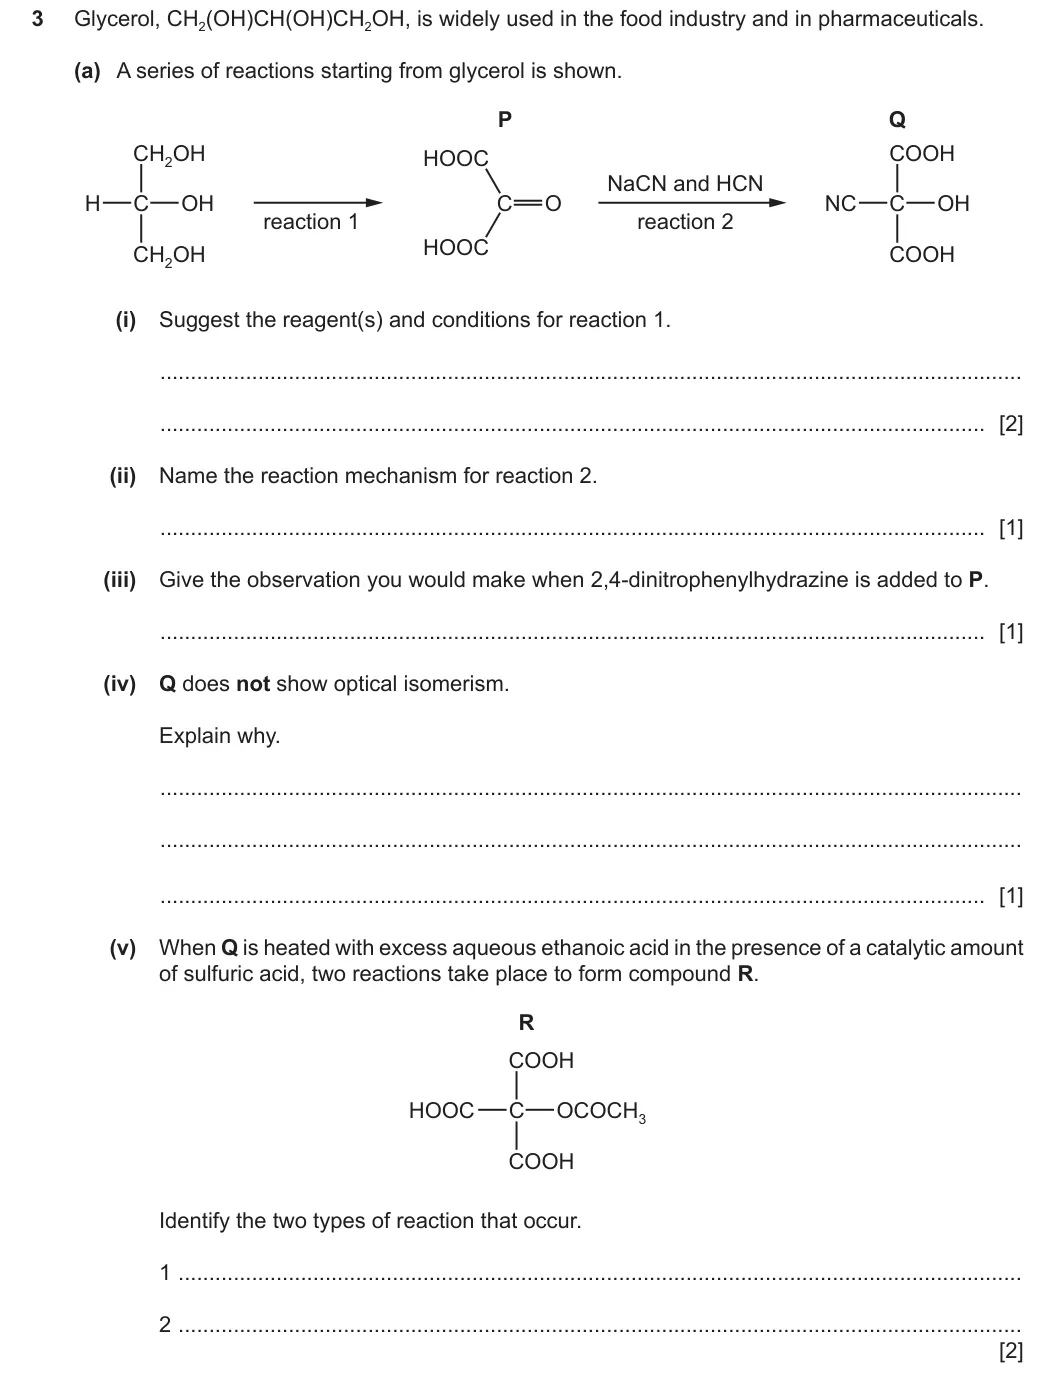 3 Glycerol, CH₂(OH)CH(OH)CH₂OH, is widely used in the food industry and in pharmaceuticals.
(a) A series of reactions starting from glycerol is shown.
P
Q
CH₂OH
H—C—OH
CH₂OH
reaction 1
HOOC
C=O
HOOC
NaCN and HCN
reaction 2
COOH
NC—C—OH
COOH
(i) Suggest the reagent(s) and conditions for reaction 1.
[2]
(ii) Name the reaction mechanism for reaction 2.
[1]
(iii) Give the observation you would make when 2,4-dinitrophenylhydrazine is added to P.
[1]
(iv) Q does not show optical isomerism.
Explain why.
[1]
(v) When Q is heated with excess aqueous ethanoic acid in the presence of a catalytic amount
of sulfuric acid, two reactions take place to form compound R.
R
COOH
HOOC—C—OCOCH₃
COOH
Identify the two types of reaction that occur.
1
2
[2]